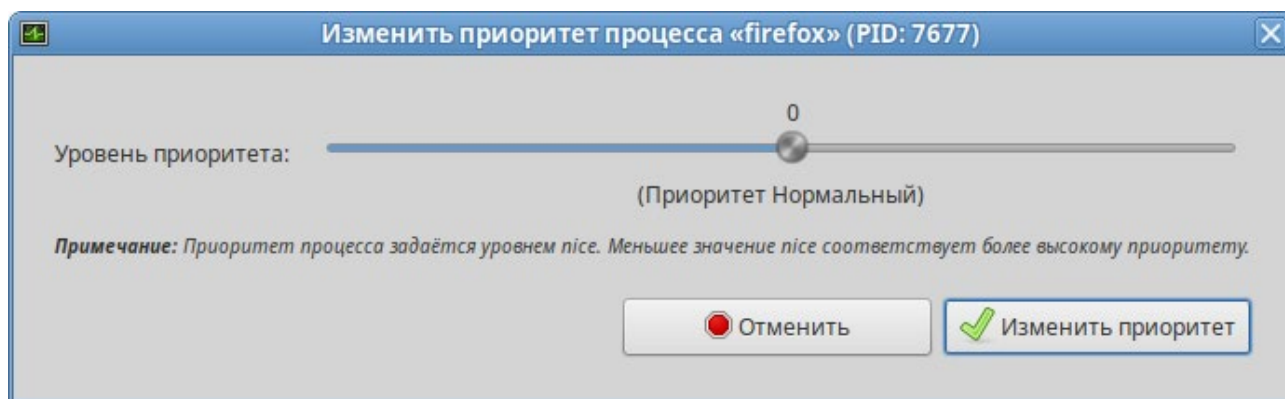 Изменить приоритет процесса «firefox» (PID: 7677)
0
Уровень приоритета:
(Приоритет Нормальный)
Примечание: Приоритет процесса задаётся уровнем nice. Меньшее значение nice соответствует более высокому приоритету.
Отменить
Изменить приоритет